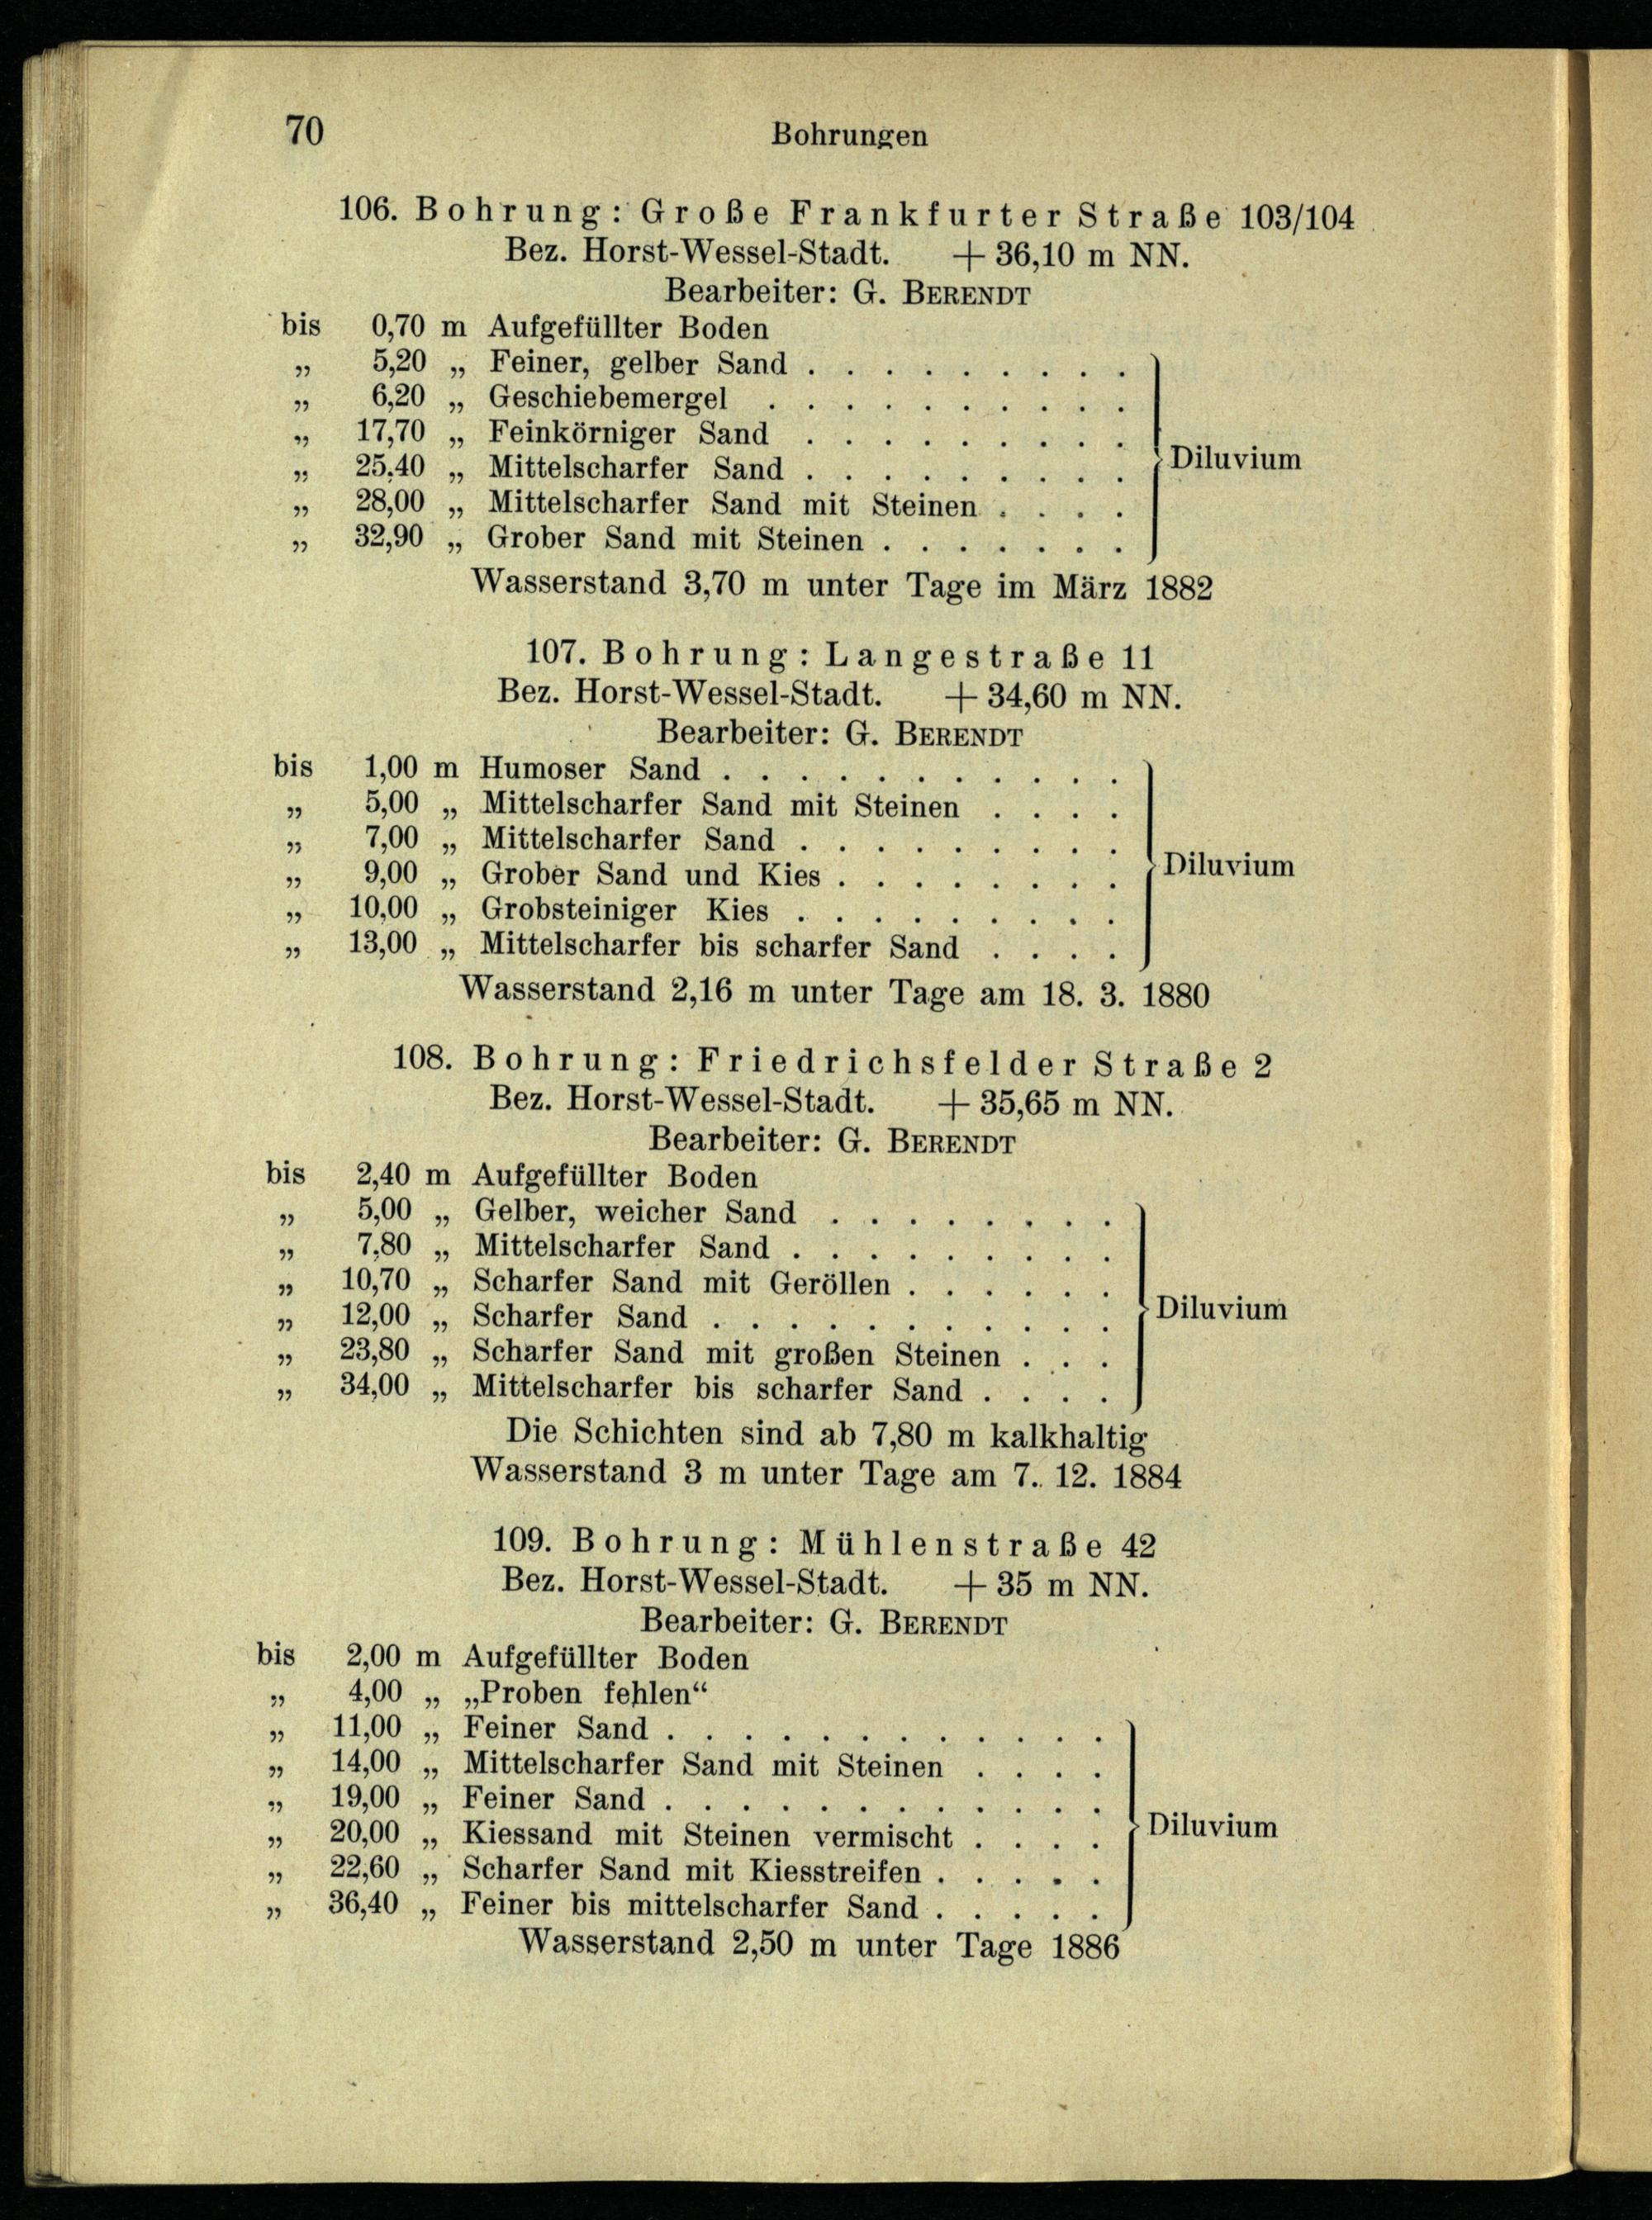 70 Bohrungen
106. Bohrung: Große Frankfurter Straße 103/104
Bez. Horst-Wessel-Stadt. + 36,10 m NN.
Bearbeiter: G. BERENDT
bis 0,70 m Aufgefüllter Boden
„ 5,20 „ Feiner, gelber Sand . . . . . . . . .
„ 6,20 „ Geschiebemergel . . . . . . . . . .
„ 17,70 „ Feinkörniger Sand . . . . . . . . .
„ 25,40 „ Mittelscharfer Sand . . . . . . . . . Diluvium
„ 28,00 „ Mittelscharfer Sand mit Steinen . . . .
„ 32,90 „ Grober Sand mit Steinen . . . . . . .
Wasserstand 3,70 m unter Tage im März 1882
107. Bohrung: Langestraße 11
Bez. Horst-Wessel-Stadt. + 34,60 m NN.
Bearbeiter: G. BERENDT
bis 1,00 m Humoser Sand . . . . . . . . . . .
„ 5,00 „ Mittelscharfer Sand mit Steinen . . . .
„ 7,00 „ Mittelscharfer Sand . . . . . . . . .
„ 9,00 „ Grober Sand und Kies . . . . . . . . Diluvium
„ 10,00 „ Grobsteiniger Kies . . . . . . . . .
„ 13,00 „ Mittelscharfer bis scharfer Sand . . . .
Wasserstand 2,16 m unter Tage am 18. 3. 1880
108. Bohrung: Friedrichsfelder Straße 2
Bez. Horst-Wessel-Stadt. + 35,65 m NN.
Bearbeiter: G. BERENDT
bis 2,40 m Aufgefüllter Boden
„ 5,00 „ Gelber, weicher Sand . . . . . . . .
„ 7,80 „ Mittelscharfer Sand . . . . . . . . .
„ 10,70 „ Scharfer Sand mit Geröllen . . . . . .
„ 12,00 „ Scharfer Sand . . . . . . . . . . . Diluvium
„ 23,80 „ Scharfer Sand mit großen Steinen . . .
„ 34,00 „ Mittelscharfer bis scharfer Sand . . . .
Die Schichten sind ab 7,80 m kalkhaltig
Wasserstand 3 m unter Tage am 7. 12. 1884
109. Bohrung: Mühlenstraße 42
Bez. Horst-Wessel-Stadt. + 35 m NN.
Bearbeiter: G. BERENDT
bis 2,00 m Aufgefüllter Boden
„ 4,00 „ „Proben fehlen“
„ 11,00 „ Feiner Sand . . . . . . . . . . . .
„ 14,00 „ Mittelscharfer Sand mit Steinen . . . .
„ 19,00 „ Feiner Sand . . . . . . . . . . . .
„ 20,00 „ Kiessand mit Steinen vermischt . . . . Diluvium
„ 22,60 „ Scharfer Sand mit Kiesstreifen . . . . .
„ 36,40 „ Feiner bis mittelscharfer Sand . . . . .
Wasserstand 2,50 m unter Tage 1886